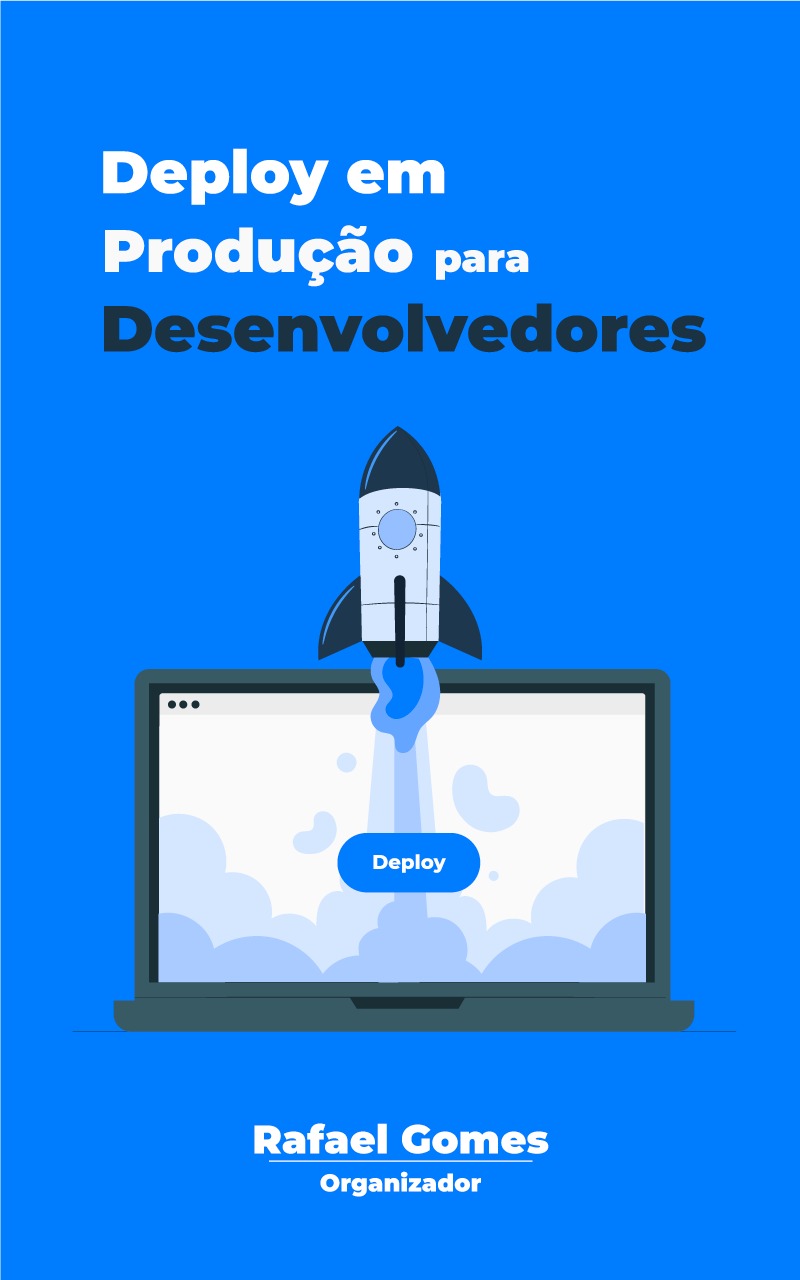 Deploy em
Produção para
Desenvolvedores
Deploy
Rafael Gomes
Organizador